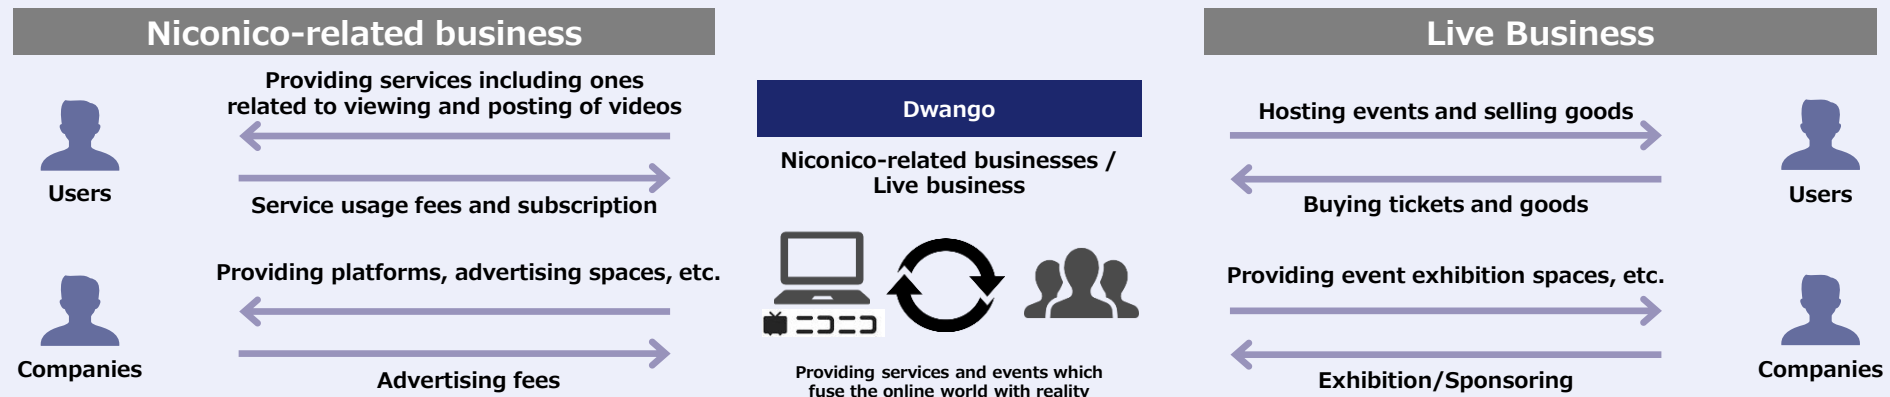 Niconico-related business
Providing services including ones
related to viewing and posting of videos
Users
Service usage fees and subscription
Providing platforms, advertising spaces, etc.
Companies
Advertising fees
Dwango
Niconico-related businesses /
Live business
ニコニコ
Providing services and events which
fuse the online world with reality
Live Business
Hosting events and selling goods
Users
Buying tickets and goods
Providing event exhibition spaces, etc.
Companies
Exhibition/Sponsoring